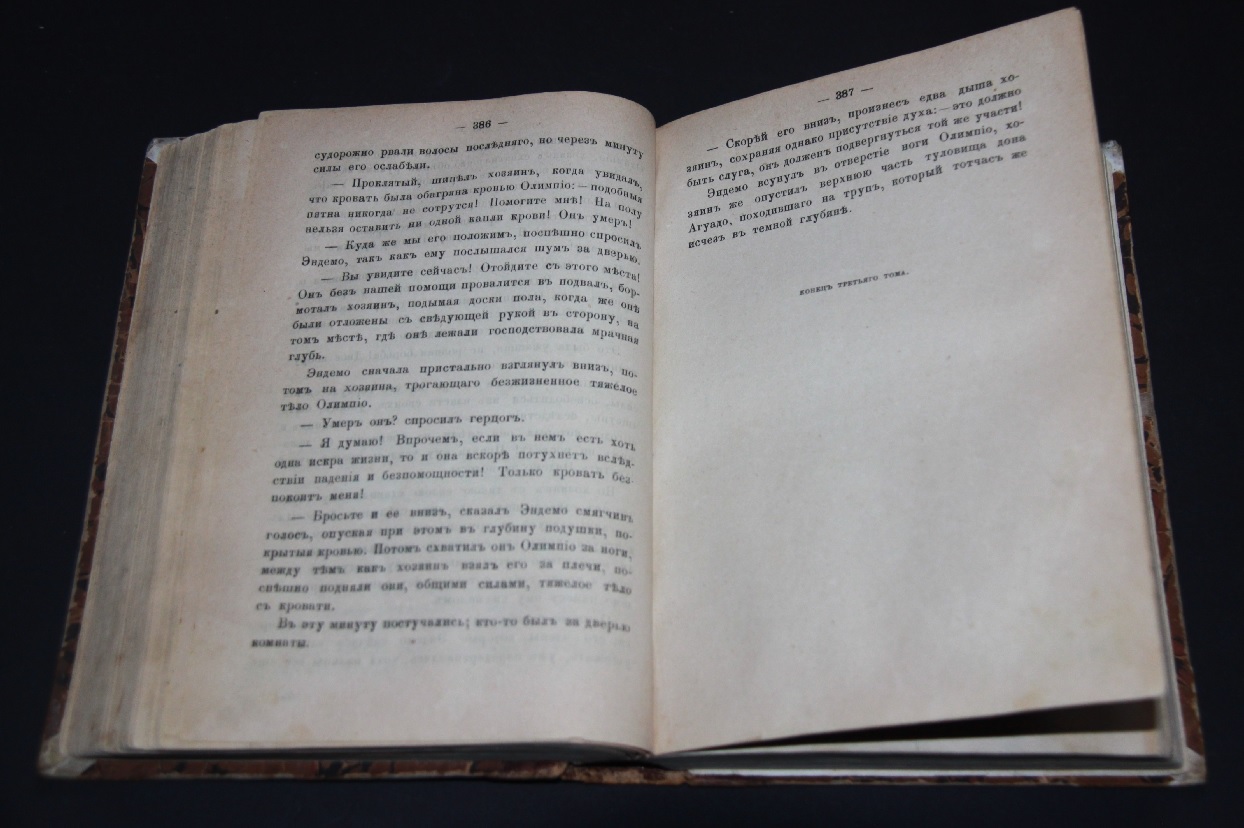 — 386 —
судорожно рвали волосы послѣдняго, но черезъ минуту
силы его ослабѣли.
— Проклятый, шипѣлъ хозяинъ, когда увидалъ,
что кровать была обагряна кровью Олимпіо: — подобныя
пятна никогда не сотрутся! Помогите мнѣ! На полу
нельзя оставить ни одной капли крови! Онъ умеръ!
— Куда же мы его положимъ, поспѣшно спросилъ
Эндемо, такъ какъ ему послышался шумъ за дверью.
— Вы увидите сейчасъ! Отойдите съ этого мѣста!
Онъ безъ нашей помощи провалится въ подвалъ, бор-
моталъ хозяинъ, подымая доски пола, когда же онѣ
были отложены съ свѣдующей рукой въ сторону, на
томъ мѣстѣ, гдѣ онѣ лежали господствовала мрачная
глубь.
Эндемо сначала пристально взглянулъ внизъ, по-
томъ на хозяина, трогающаго безжизненное тяжелое
тѣло Олимпіо.
— Умеръ онъ? спросилъ герцогъ.
— Я думаю! Впрочемъ, если въ немъ есть хоть
одна искра жизни, то и она вскорѣ потухнетъ вслѣд-
ствіи паденія и безпомощности! Только кровать без-
покоитъ меня!
— Бросьте и ее внизъ, сказалъ Эндемо смягчивъ
голосъ, опуская при этомъ въ глубину подушки, по-
крытыя кровью. Потомъ схватилъ онъ Олимпіо за ноги,
между тѣмъ какъ хозяинъ взялъ его за плечи, по-
спѣшно подняли они, общими силами, тяжелое тѣло
съ кровати.
Въ эту минуту постучались; кто-то былъ за дверью
комнаты.
— 387 —
— Скорѣй его внизъ, произнесъ едва дыша хо-
зяинъ, сохраняя однако присутствіе духа: — это должно
быть слуга, онъ долженъ подвергнуться той же участи!
Эндемо всунулъ въ отверстіе ноги Олимпіо, хо-
зяинъ же опустилъ верхнюю часть туловища дона
Агуадо, походившаго на трупъ, который тотчасъ же
исчезъ въ темной глубинѣ.
КОНЕЦЪ ТРЕТЬЯГО ТОМА.